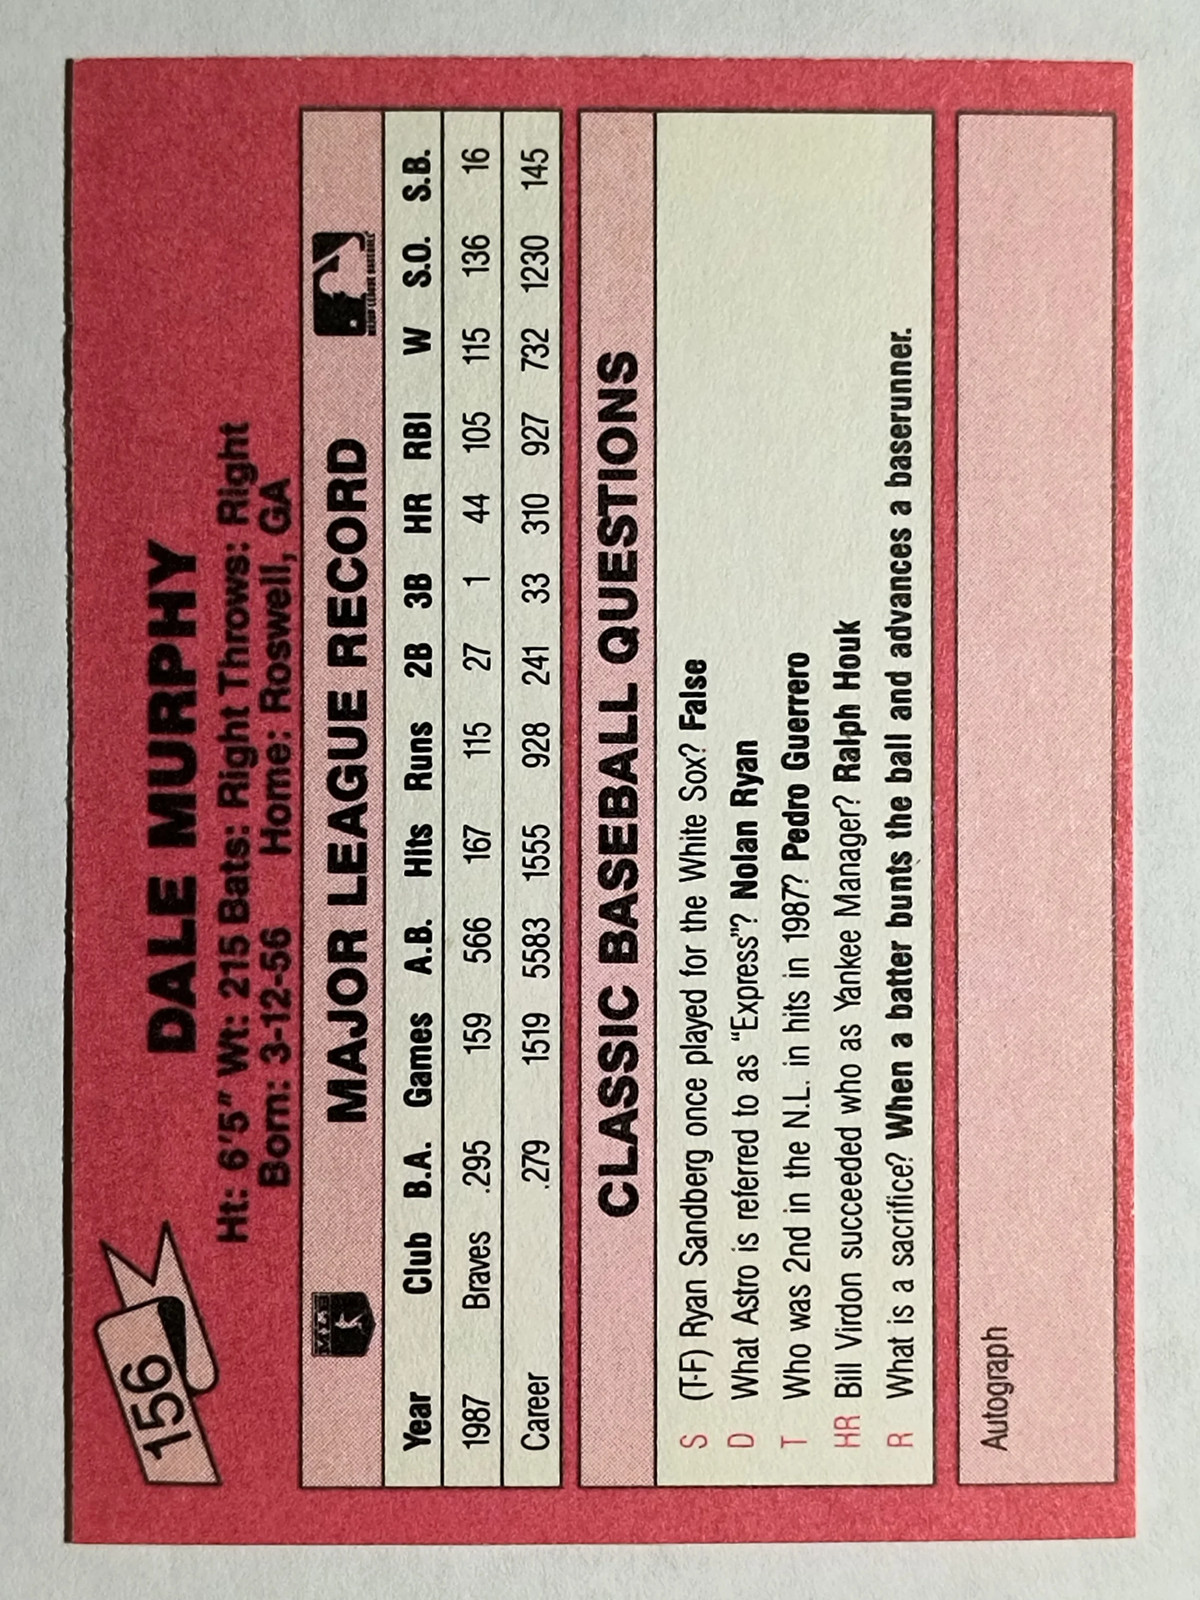 156
DALE MURPHY
Ht: 6'5" Wt: 215 Bats: Right Throws: Right
Born: 3-12-56 Home: Roswell, GA
MAJOR LEAGUE RECORD
Year Club B.A. Games A.B. Hits Runs 2B 3B HR RBI W S.O. S.B.
1987 Braves .295 159 566 167 115 27 1 44 105 115 136 16
Career .279 1519 5583 1555 928 241 33 310 927 732 1230 145
CLASSIC BASEBALL QUESTIONS
S (T-F) Ryan Sandberg once played for the White Sox? False
D What Astro is referred to as "Express"? Nolan Ryan
T Who was 2nd in the N.L. in hits in 1987? Pedro Guerrero
HR Bill Virdon succeeded who as Yankee Manager? Ralph Houk
R What is a sacrifice? When a batter bunts the ball and advances a baserunner.
Autograph